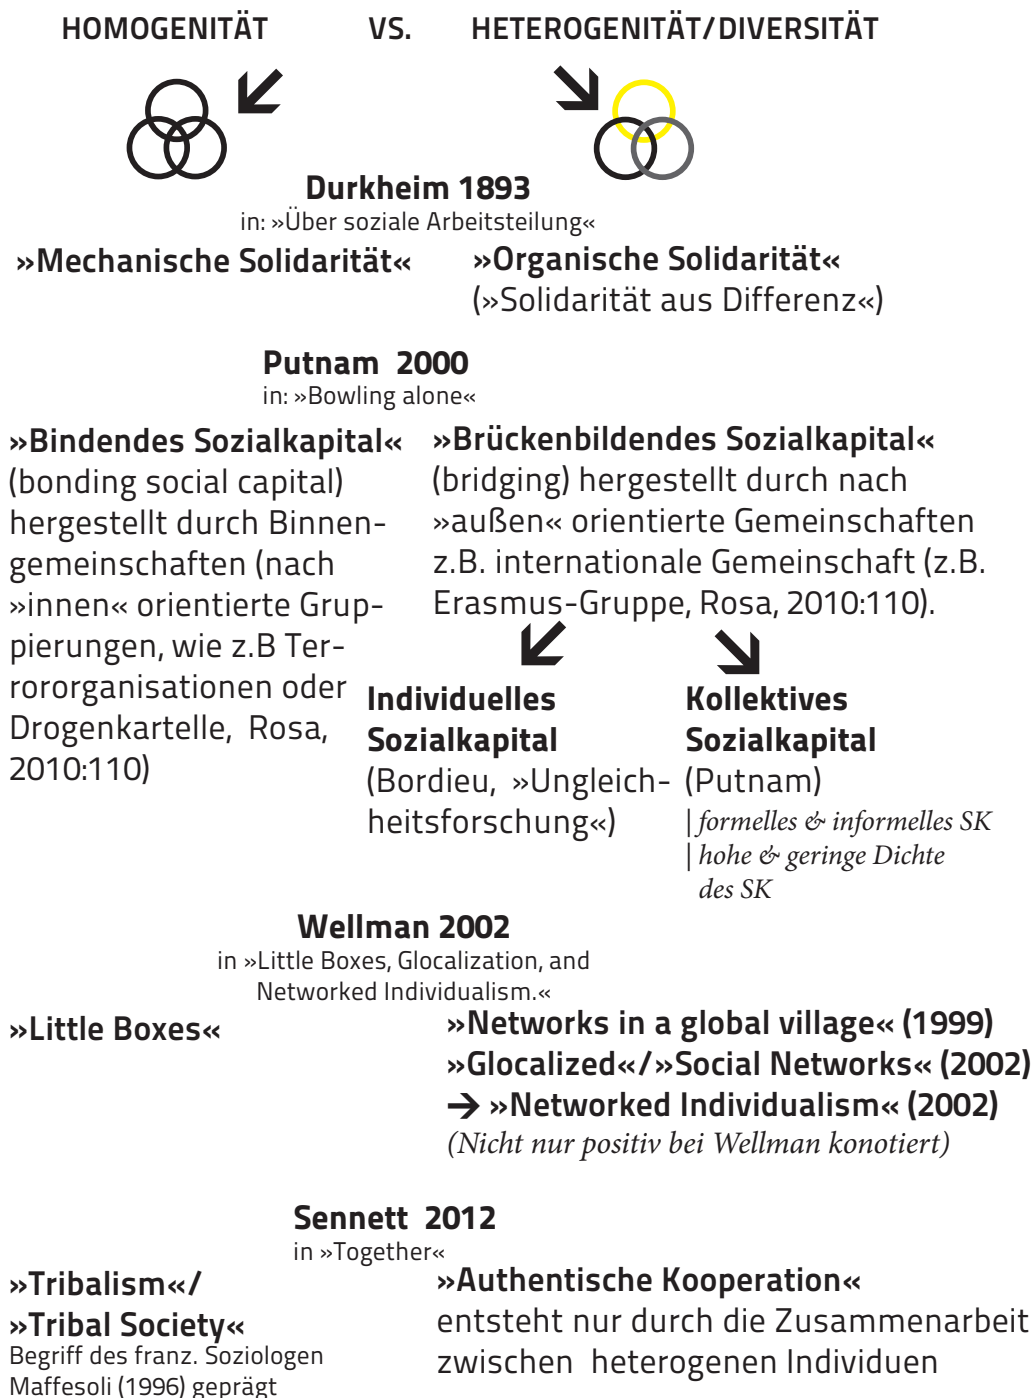 HOMOGENITÄT VS. HETEROGENITÄT/DIVERSITÄT
Durkheim 1893
in: »Über soziale Arbeitsteilung«
»Mechanische Solidarität«
»Organische Solidarität«
(»Solidarität aus Differenz«)
Putnam 2000
in: »Bowling alone«
»Bindendes Sozialkapital«
(bonding social capital)
hergestellt durch Binnen-
gemeinschaften (nach
»innen« orientierte Grup-
pierungen, wie z.B Ter-
rororganisationen oder
Drogenkartelle, Rosa,
2010:110)
»Brückenbildendes Sozialkapital«
(bridging) hergestellt durch nach
»außen« orientierte Gemeinschaften
z.B. internationale Gemeinschaft (z.B.
Erasmus-Gruppe, Rosa, 2010:110).
Individuelles
Sozialkapital
(Bordieu, »Ungleich-
heitsforschung«)
Kollektives
Sozialkapital
(Putnam)
| formelles & informelles SK
| hohe & geringe Dichte
des SK
Wellman 2002
in »Little Boxes, Glocalization, and
Networked Individualism.«
»Little Boxes«
»Networks in a global village« (1999)
»Glocalized«/»Social Networks« (2002)
→ »Networked Individualism« (2002)
(Nicht nur positiv bei Wellman konotiert)
Sennett 2012
in »Together«
»Tribalism«/
»Tribal Society«
Begriff des franz. Soziologen
Maffesoli (1996) geprägt
»Authentische Kooperation«
entsteht nur durch die Zusammenarbeit
zwischen heterogenen Individuen